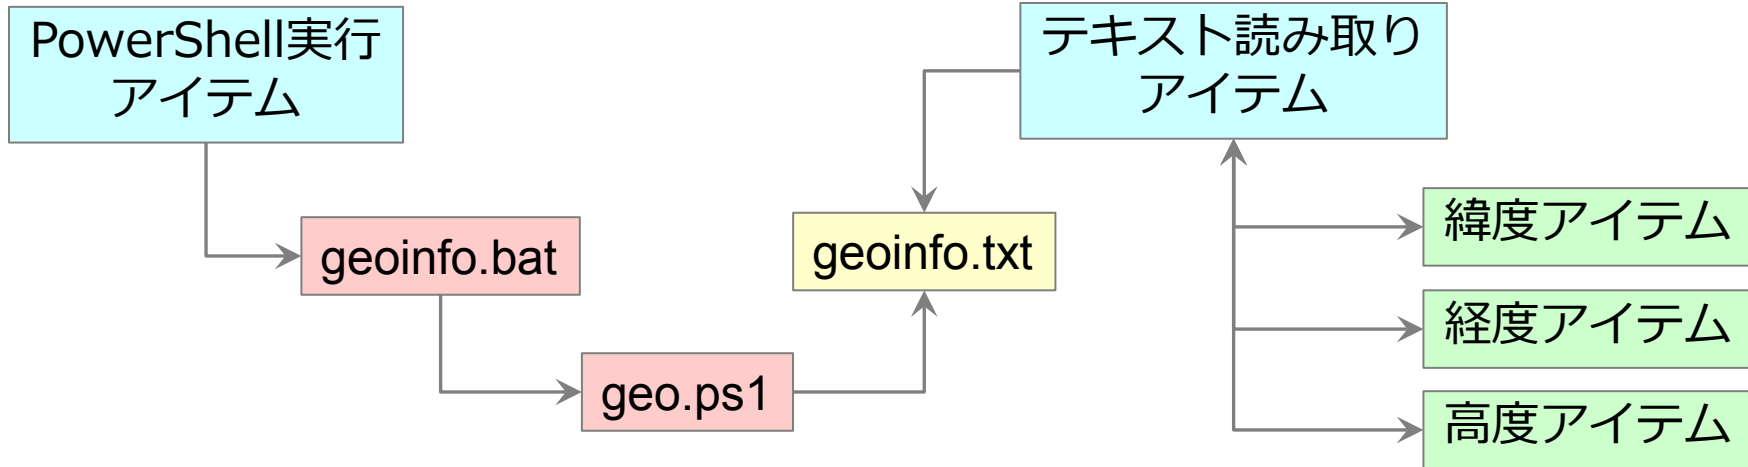 PowerShell実行
アイテム
テキスト読み取り
アイテム
geoinfo.bat
geoinfo.txt
geo.ps1
緯度アイテム
経度アイテム
高度アイテム